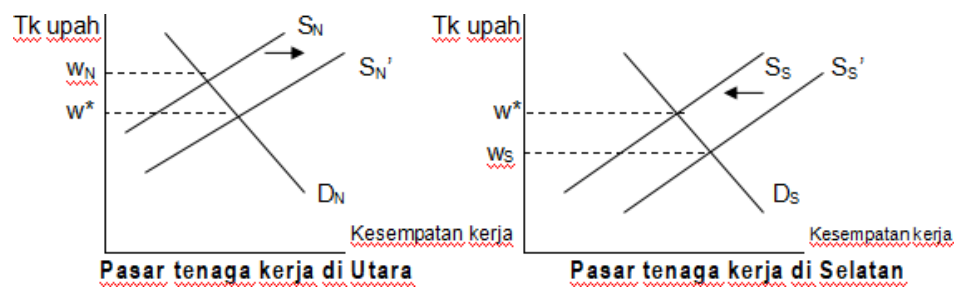 Tk upah
S_N
S_N'
w_N
w*
D_N
Kesempatan kerja
Pasar tenaga kerja di Utara
Tk upah
S_S
S_S'
w*
w_S
D_S
Kesempatan kerja
Pasar tenaga kerja di Selatan